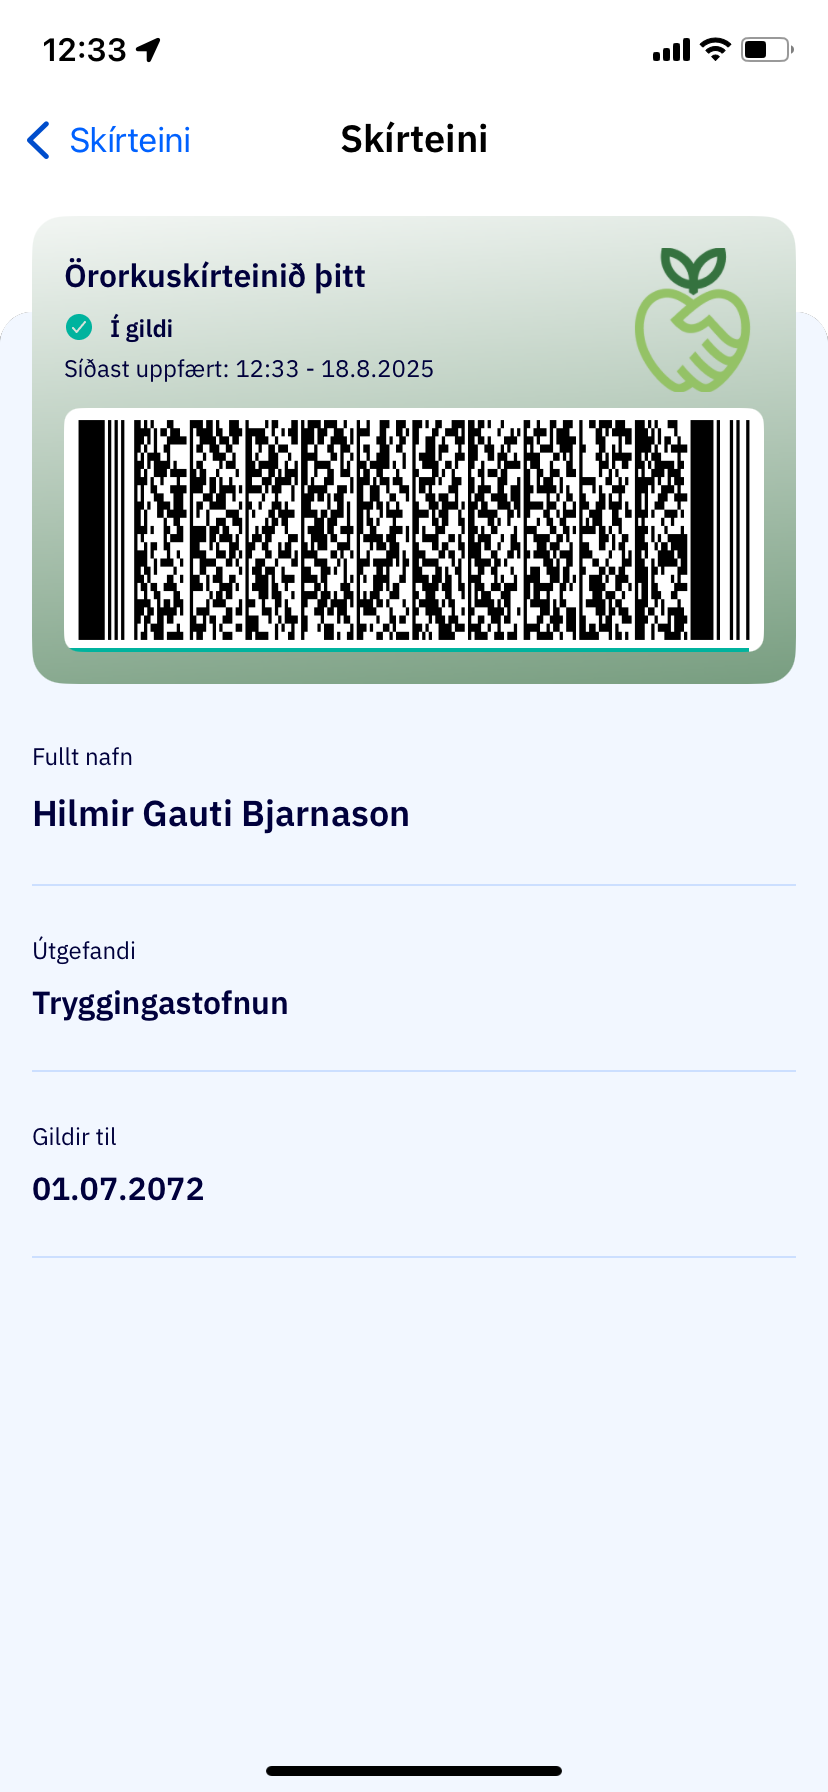 12:33
Skírteini
Skírteini
Örorkuskírteinið þitt
Í gildi
Síðast uppfært: 12:33 - 18.8.2025
Fullt nafn
Hilmir Gauti Bjarnason
Útgefandi
Tryggingastofnun
Gildir til
01.07.2072